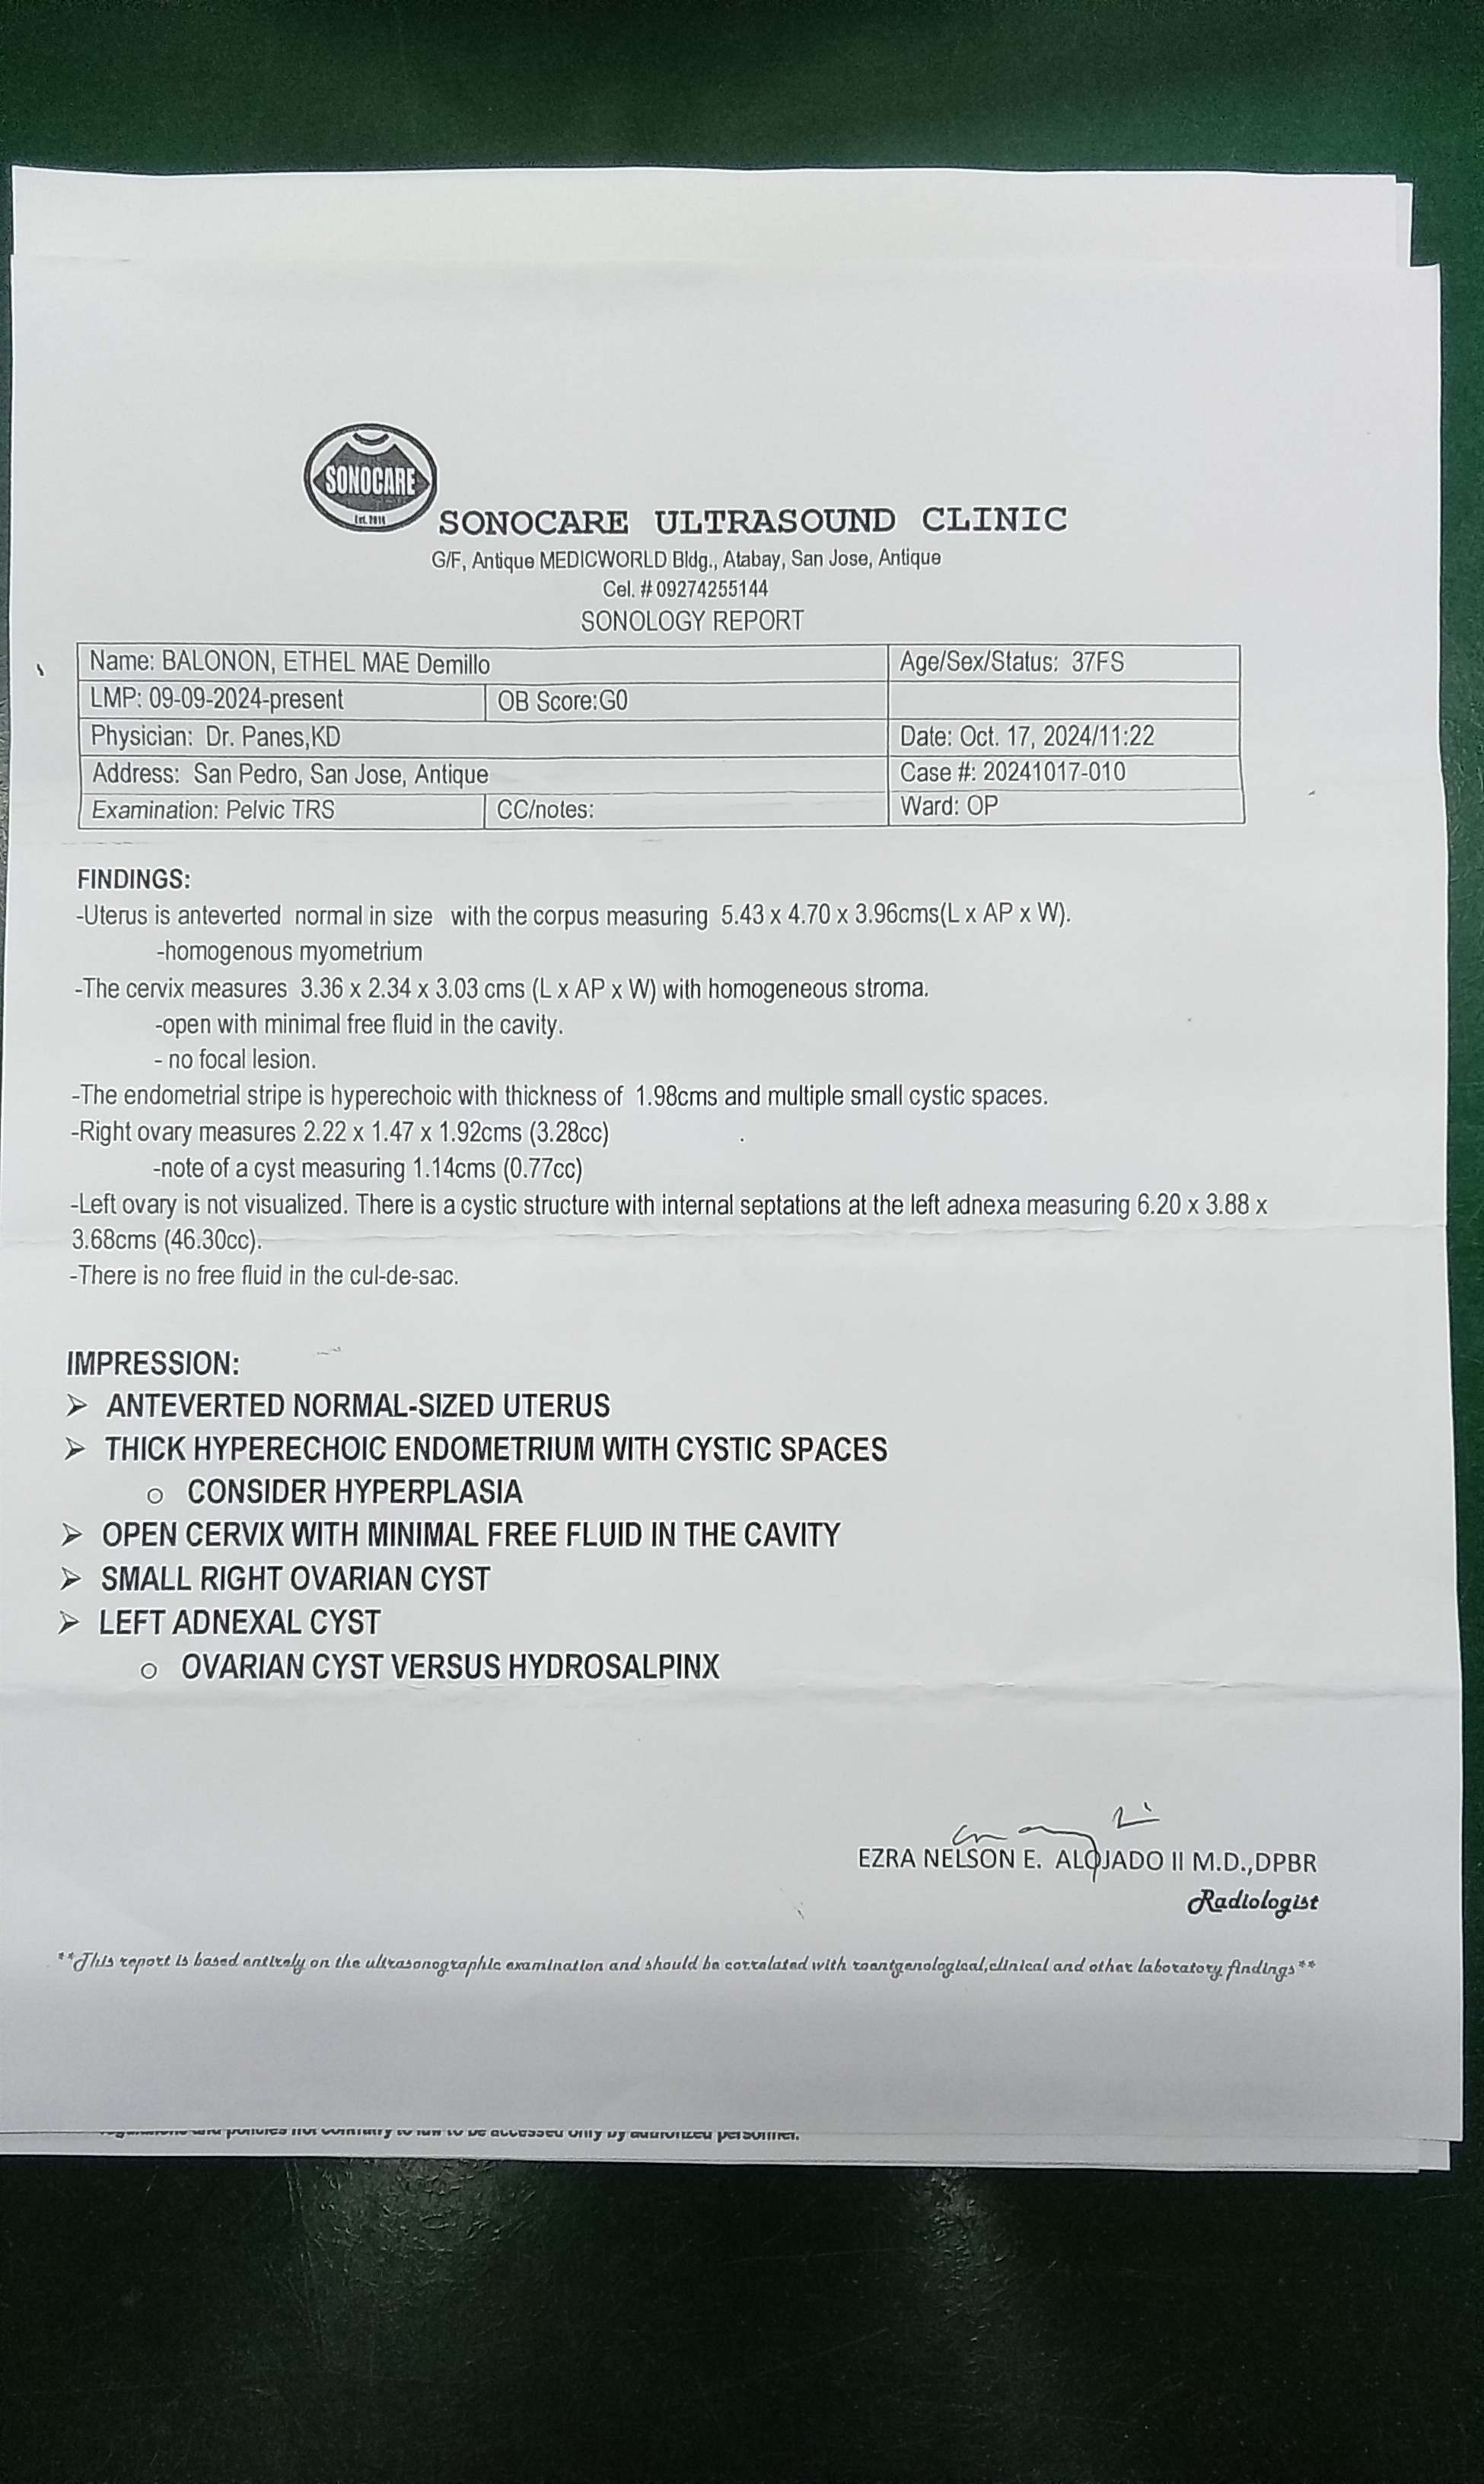 SONOCARE
Est. 2014
SONOCARE ULTRASOUND CLINIC
G/F, Antique MEDICWORLD Bldg., Atabay, San Jose, Antique
Cel. # 09274255144
SONOLOGY REPORT
Name: BALONON, ETHEL MAE Demillo Age/Sex/Status: 37FS
LMP: 09-09-2024-present OB Score:G0
Physician: Dr. Panes,KD Date: Oct. 17, 2024/11:22
Address: San Pedro, San Jose, Antique Case #: 20241017-010
Examination: Pelvic TRS CC/notes: Ward: OP
FINDINGS:
-Uterus is anteverted normal in size with the corpus measuring 5.43 x 4.70 x 3.96cms(L x AP x W).
-homogenous myometrium
-The cervix measures 3.36 x 2.34 x 3.03 cms (L x AP x W) with homogeneous stroma.
-open with minimal free fluid in the cavity.
- no focal lesion.
-The endometrial stripe is hyperechoic with thickness of 1.98cms and multiple small cystic spaces.
-Right ovary measures 2.22 x 1.47 x 1.92cms (3.28cc)
-note of a cyst measuring 1.14cms (0.77cc)
-Left ovary is not visualized. There is a cystic structure with internal septations at the left adnexa measuring 6.20 x 3.88 x
3.68cms (46.30cc).
-There is no free fluid in the cul-de-sac.
IMPRESSION:
➢ ANTEVERTED NORMAL-SIZED UTERUS
➢ THICK HYPERECHOIC ENDOMETRIUM WITH CYSTIC SPACES
o CONSIDER HYPERPLASIA
➢ OPEN CERVIX WITH MINIMAL FREE FLUID IN THE CAVITY
➢ SMALL RIGHT OVARIAN CYST
➢ LEFT ADNEXAL CYST
o OVARIAN CYST VERSUS HYDROSALPINX
EZRA NELSON E. ALOJADO II M.D.,DPBR
Radiologist
**This report is based entirely on the ultrasonographic examination and should be correlated with roentgenological,clinical and other laboratory findings**
and policies not contrary to law to be accessed only by authorized personnel.